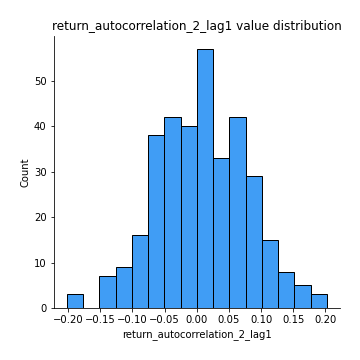 return_autocorrelation_2_lag1 value distribution
Count
50
40
30
20
10
0
−0.20 −0.15 −0.10 −0.05 0.00 0.05 0.10 0.15 0.20
return_autocorrelation_2_lag1